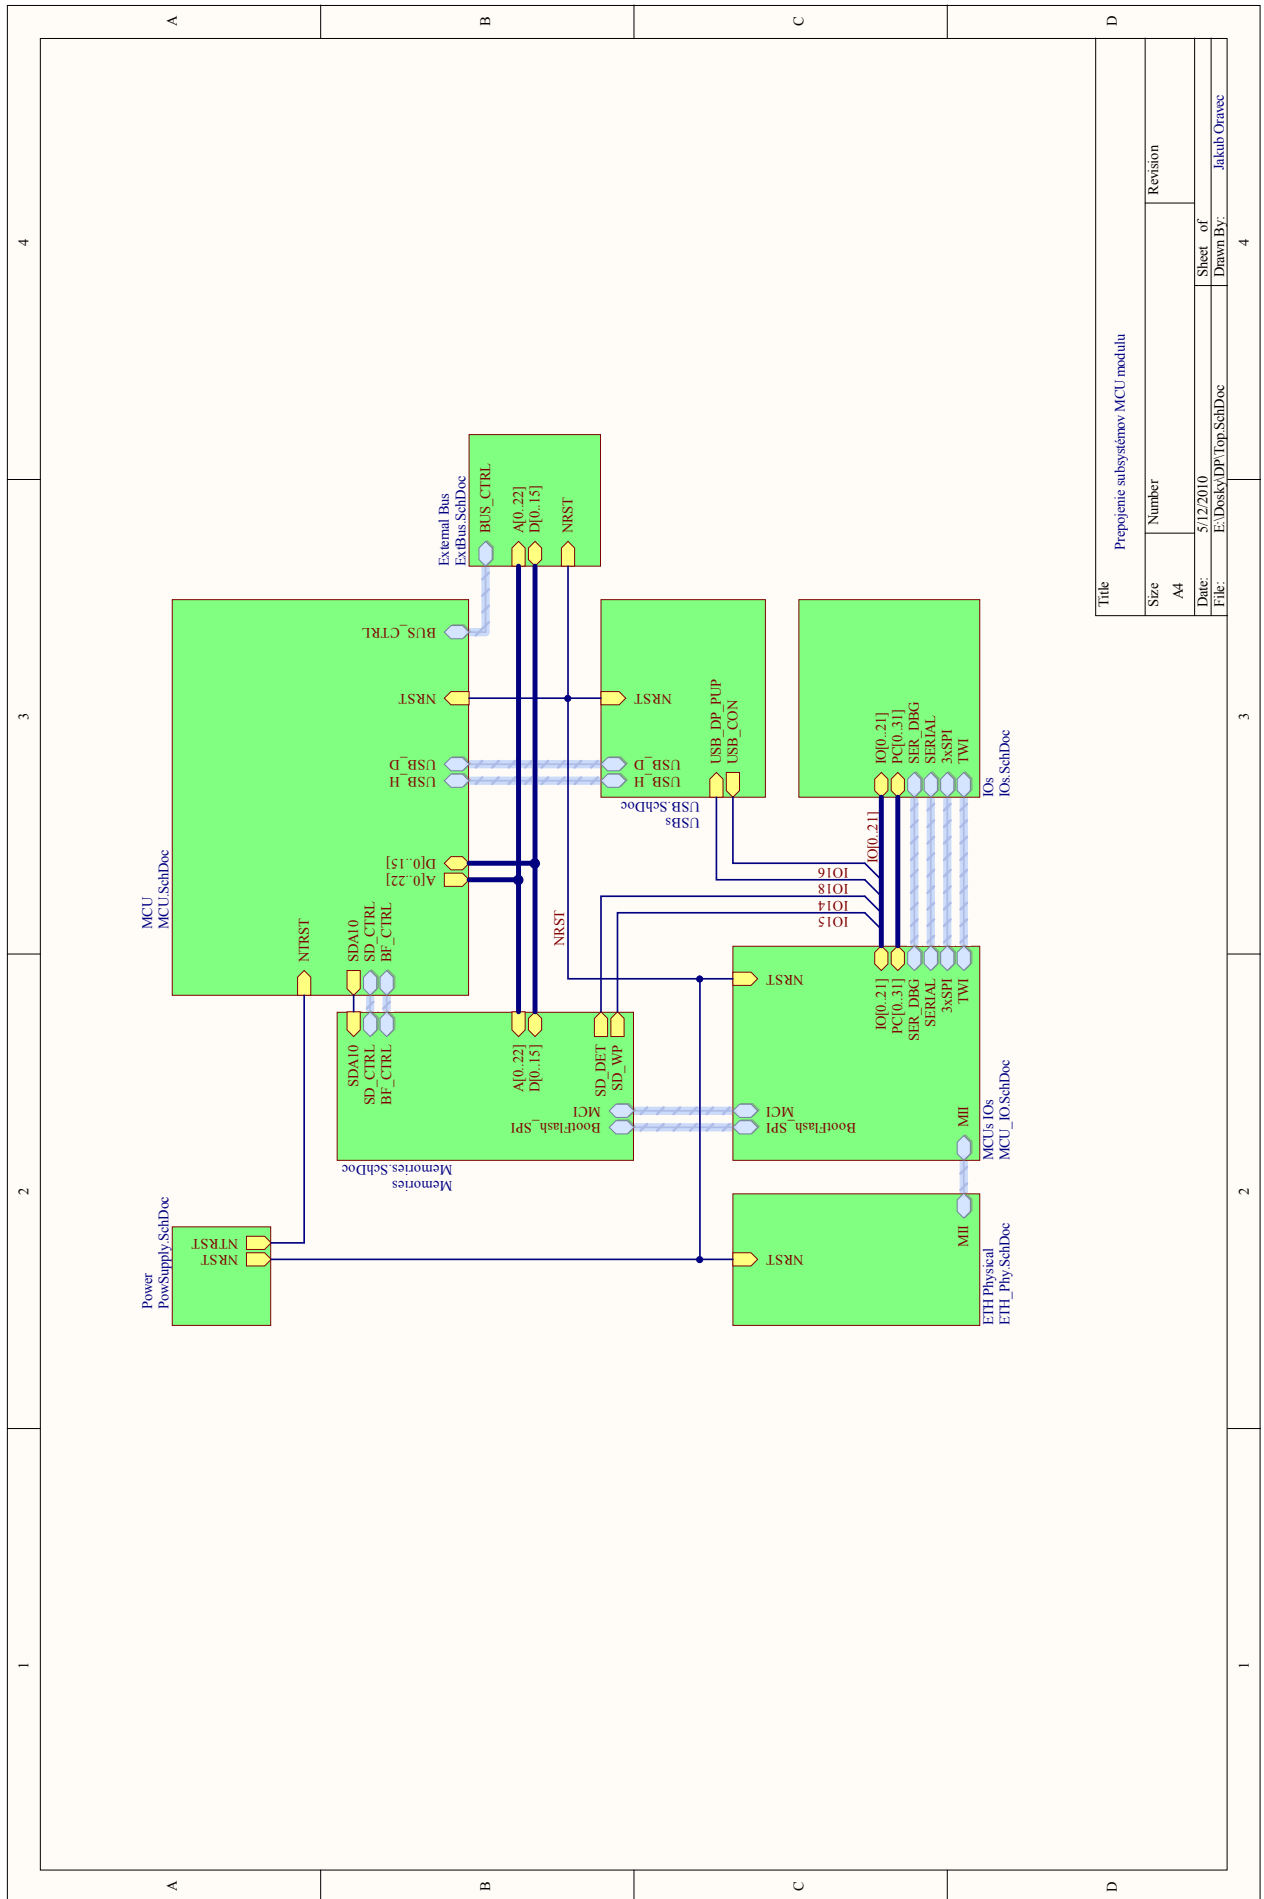 1
2
3
4
A
B
C
D
Power
PowSupply.SchDoc
NTRST
NRST
MCU
MCU.SchDoc
NTRST
SDA10
SD_CTRL
BF_CTRL
A[0..22]
D[0..15]
USB_H
USB_D
NRST
BUS_CTRL
Memories
Memories.SchDoc
SDA10
SD_CTRL
BF_CTRL
A[0..22]
D[0..15]
SD_DET
SD_WP
MCI
BootFlash_SPI
External Bus
ExtBus.SchDoc
BUS_CTRL
A[0..22]
D[0..15]
NRST
NRST
USBs
USB.SchDoc
USB_H
USB_D
NRST
USB_DP_PUP
USB_CON
IO15
IO14
IO18
IO16
IO[0..21]
ETH Physical
ETH_Phy.SchDoc
NRST
MII
MCUs IOs
MCU_IO.SchDoc
BootFlash_SPI
MCI
NRST
MII
IO[0..21]
PC[0..31]
SER_DBG
SERIAL
3xSPI
TWI
IOs
IOs.SchDoc
IO[0..21]
PC[0..31]
SER_DBG
SERIAL
3xSPI
TWI
Title
Prepojenie subsystémov MCU modulu
Size
A4
Number
Revision
Date:
5/12/2010
Sheet of
File:
E:\Dosky\DP\Top.SchDoc
Drawn By:
Jakub Oravec
1
2
3
4
A
B
C
D